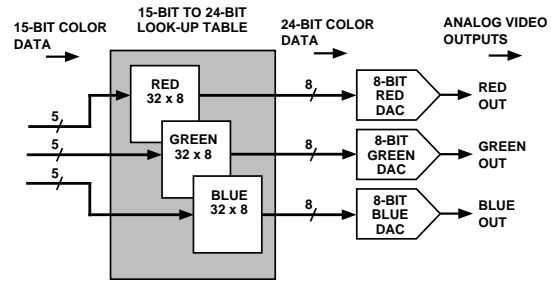 15-BIT COLOR
DATA
15-BIT TO 24-BIT
LOOK-UP TABLE
24-BIT COLOR
DATA
ANALOG VIDEO
OUTPUTS
5
RED
32 x 8
8
8-BIT
RED
DAC
RED
OUT
5
GREEN
32 x 8
8
8-BIT
GREEN
DAC
GREEN
OUT
5
BLUE
32 x 8
8
8-BIT
BLUE
DAC
BLUE
OUT